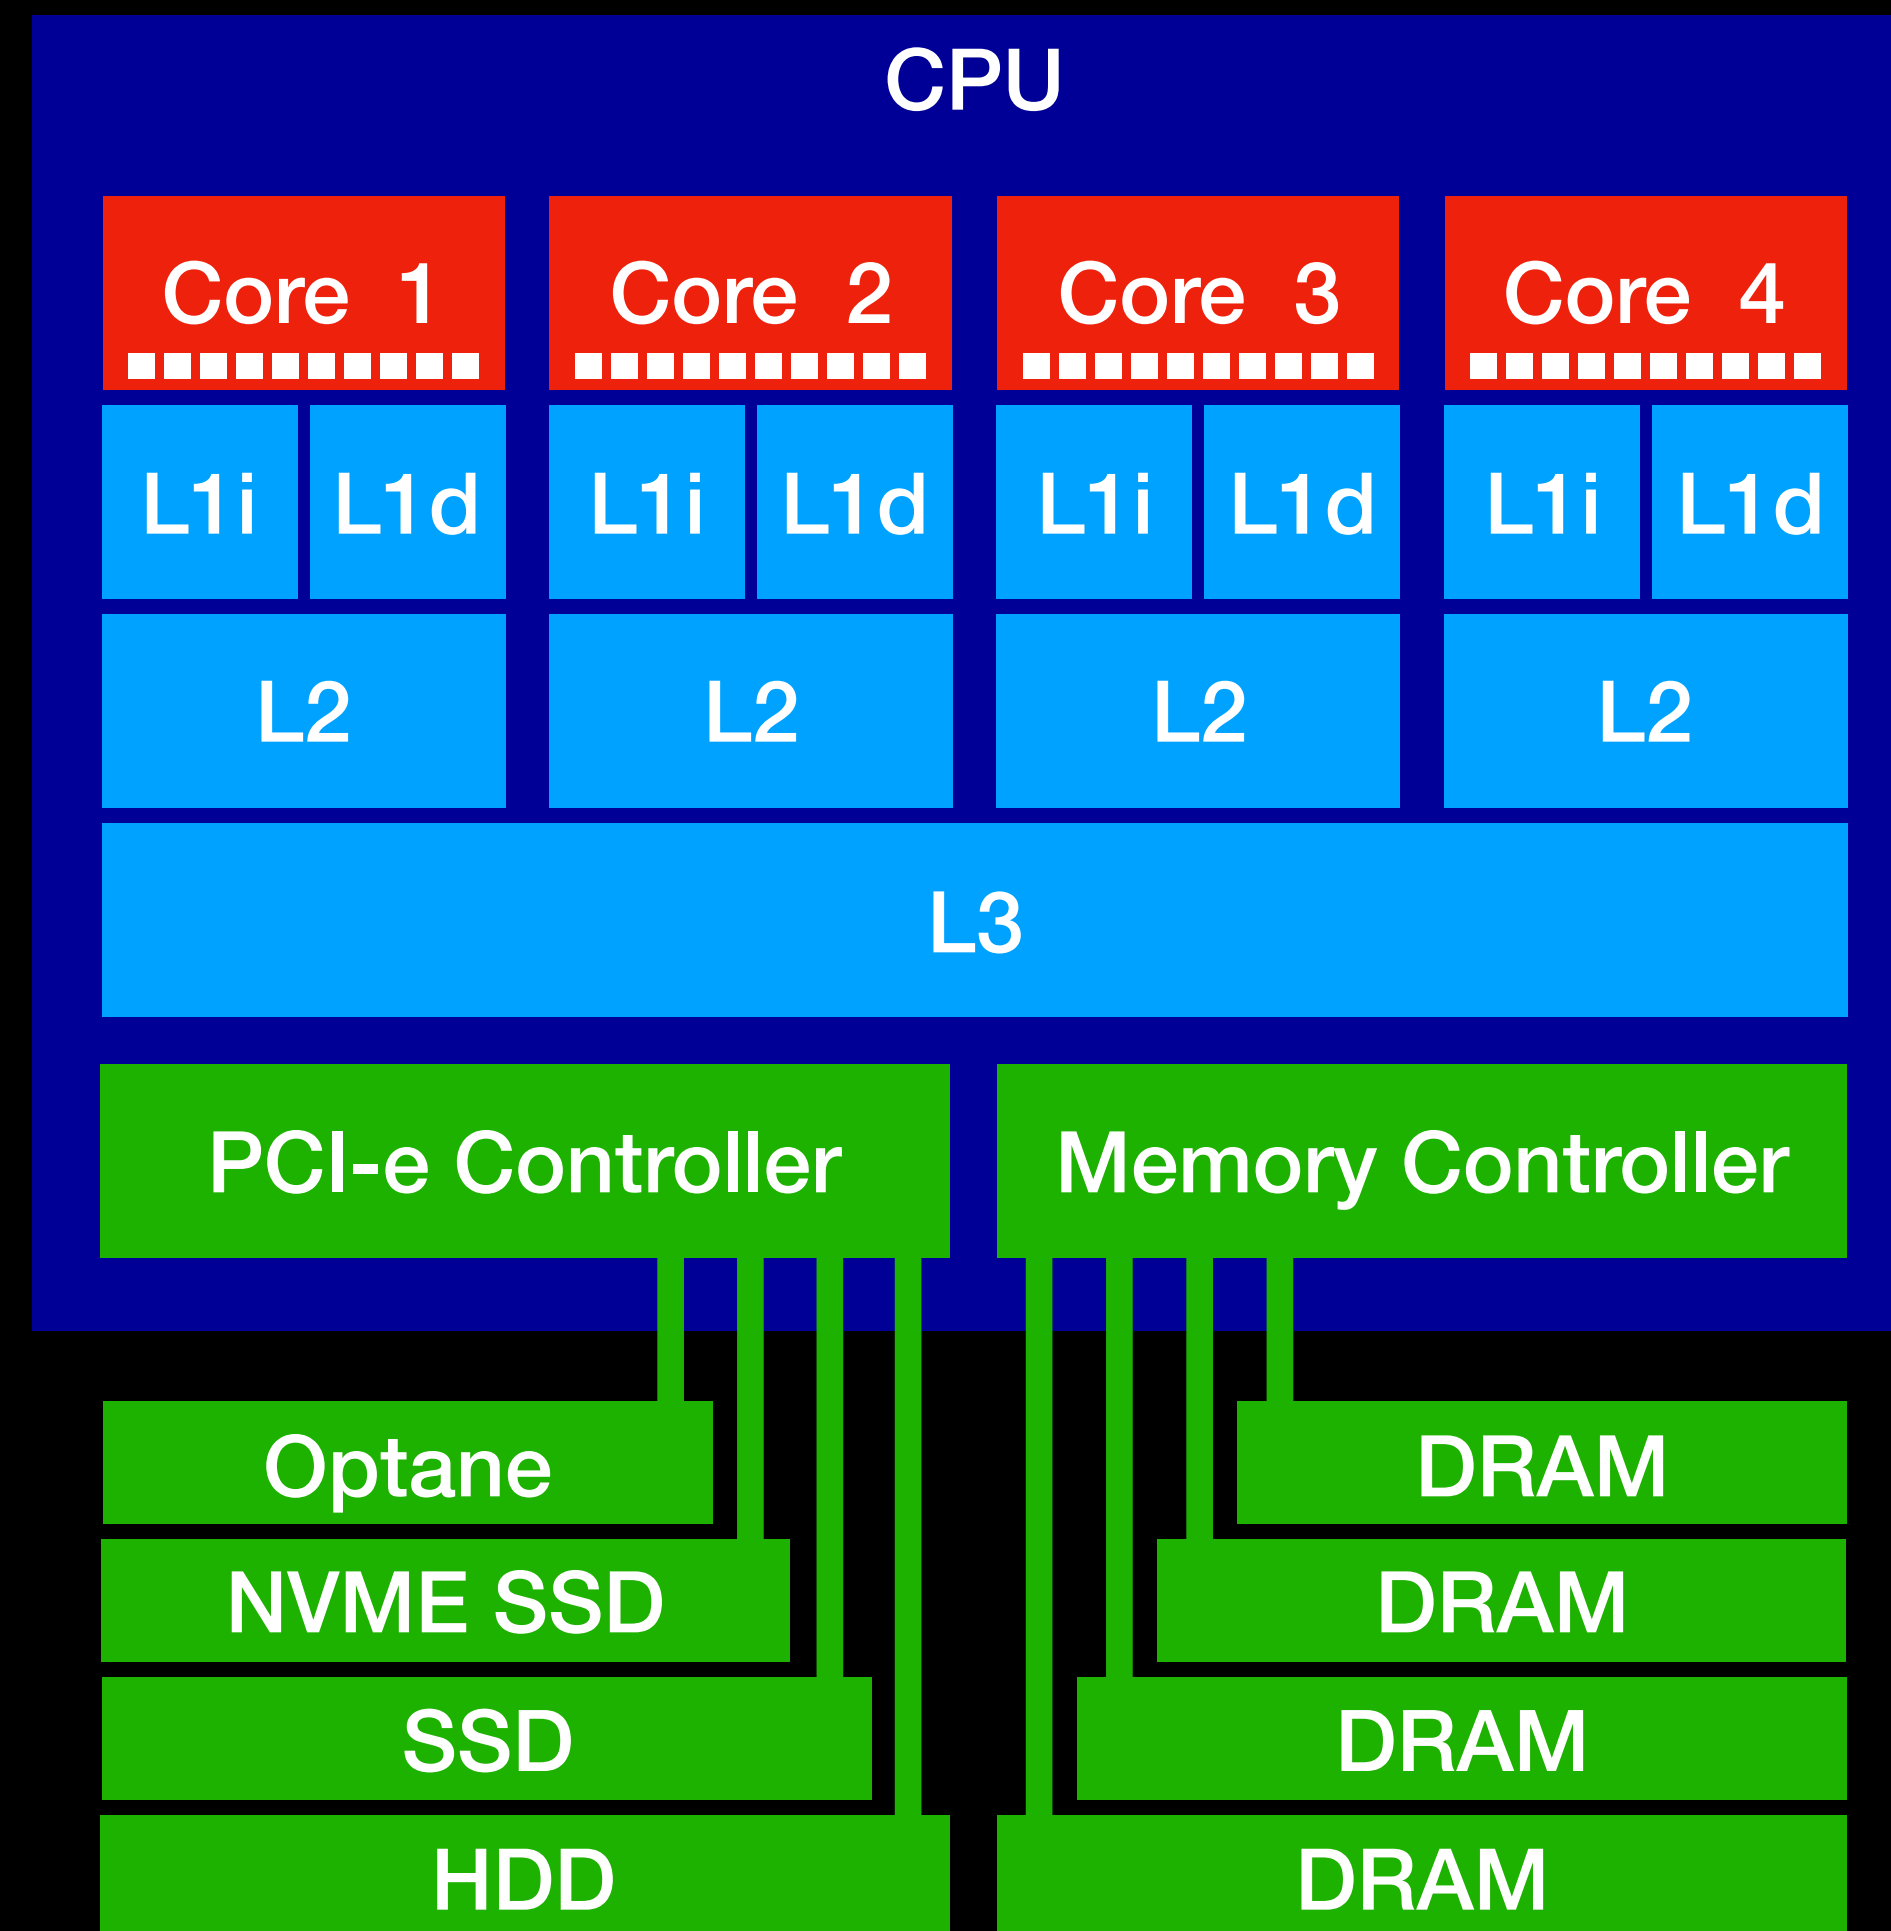 CPU
Core 1 Core 2 Core 3 Core 4
L1i L1d L1i L1d L1i L1d L1i L1d
L2 L2 L2 L2
L3
PCI-e Controller Memory Controller
Optane DRAM
NVME SSD DRAM
SSD DRAM
HDD DRAM